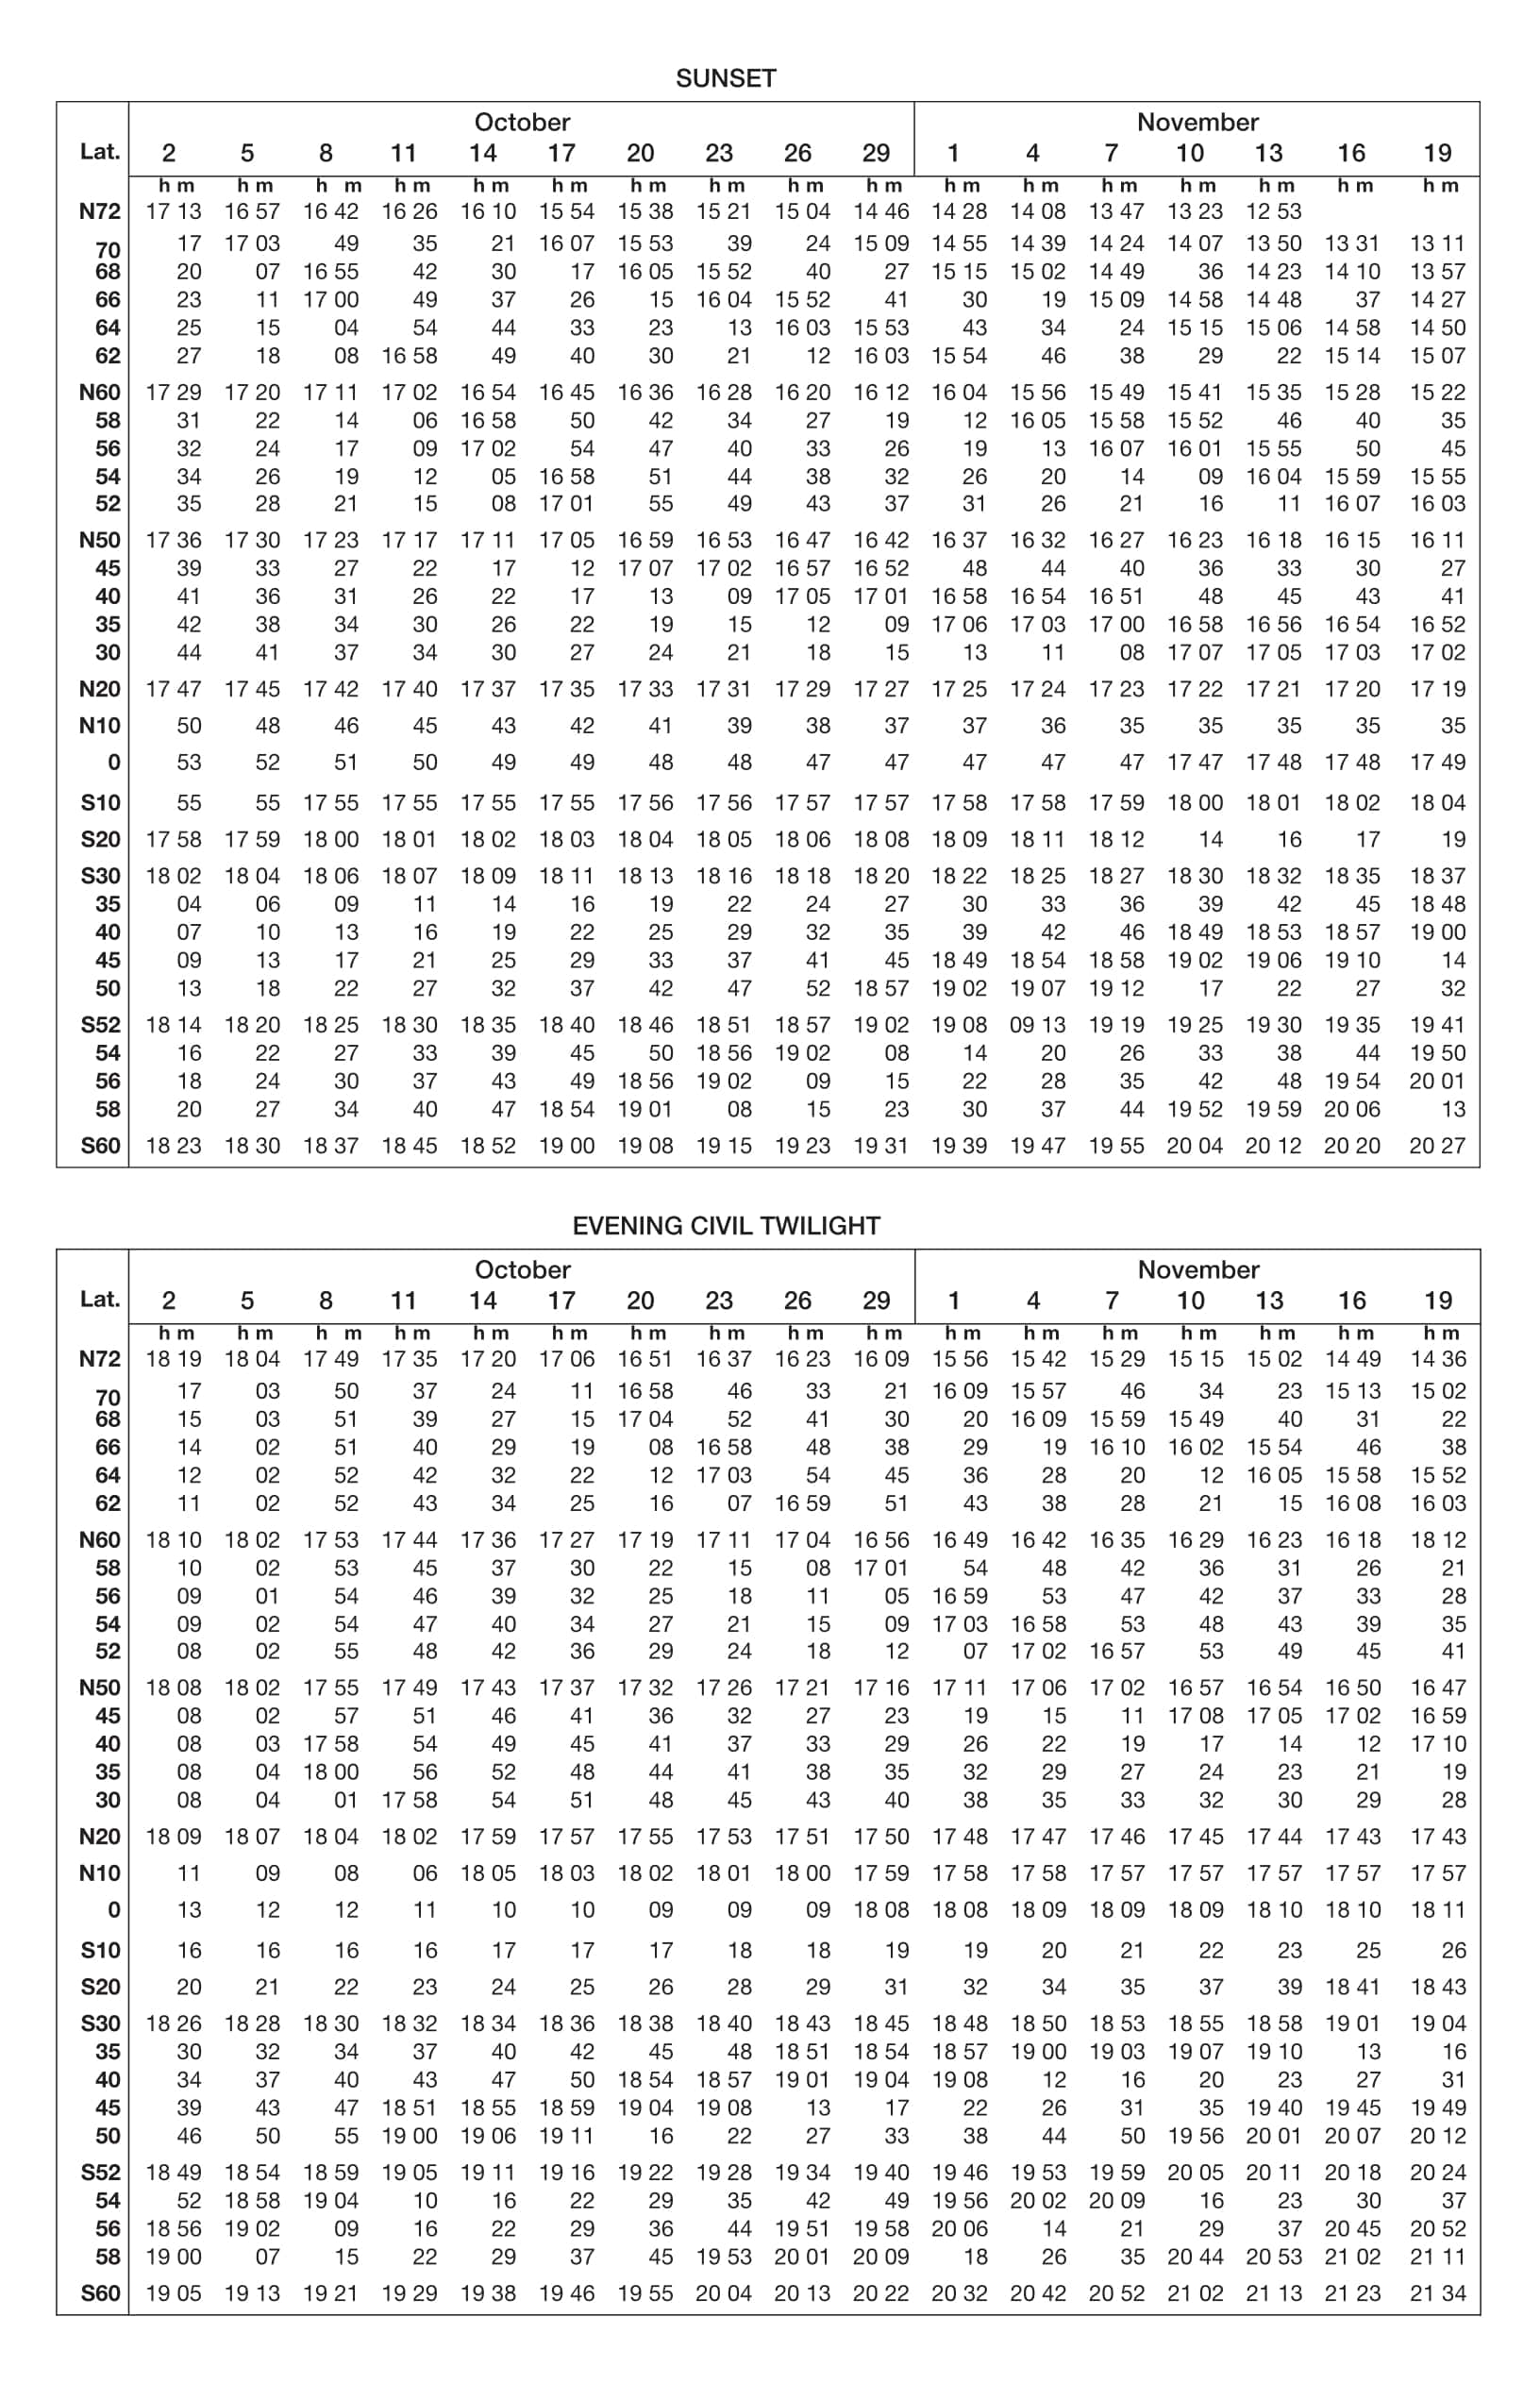 SUNSET
October November
Lat. 2 5 8 11 14 17 20 23 26 29 1 4 7 10 13 16 19
h m h m h m h m h m h m h m h m h m h m h m h m h m h m h m h m h m
N72 17 13 16 57 16 42 16 26 16 10 15 54 15 38 15 21 15 04 14 46 14 28 14 08 13 47 13 23 12 53
70 17 17 03 49 35 21 16 07 15 53 39 24 15 09 14 55 14 39 14 24 14 07 13 50 13 31 13 11
68 20 07 16 55 42 30 17 16 05 15 52 40 27 15 15 15 02 14 49 36 14 23 14 10 13 57
66 23 11 17 00 49 37 26 15 16 04 15 52 41 30 19 15 09 14 58 14 48 37 14 27
64 25 15 04 54 44 33 23 13 16 03 15 53 43 34 24 15 15 15 06 14 58 14 50
62 27 18 08 16 58 49 40 30 21 12 16 03 15 54 46 38 29 22 15 14 15 07
N60 17 29 17 20 17 11 17 02 16 54 16 45 16 36 16 28 16 20 16 12 16 04 15 56 15 49 15 41 15 35 15 28 15 22
58 31 22 14 06 16 58 50 42 34 27 19 12 16 05 15 58 15 52 46 40 35
56 32 24 17 09 17 02 54 47 40 33 26 19 13 16 07 16 01 15 55 50 45
54 34 26 19 12 05 16 58 51 44 38 32 26 20 14 09 16 04 15 59 15 55
52 35 28 21 15 08 17 01 55 49 43 37 31 26 21 16 11 16 07 16 03
N50 17 36 17 30 17 23 17 17 17 11 17 05 16 59 16 53 16 47 16 42 16 37 16 32 16 27 16 23 16 18 16 15 16 11
45 39 33 27 22 17 12 17 07 17 02 16 57 16 52 48 44 40 36 33 30 27
40 41 36 31 26 22 17 13 09 17 05 17 01 16 58 16 54 16 51 48 45 43 41
35 42 38 34 30 26 22 19 15 12 09 17 06 17 03 17 00 16 58 16 56 16 54 16 52
30 44 41 37 34 30 27 24 21 18 15 13 11 08 17 07 17 05 17 03 17 02
N20 17 47 17 45 17 42 17 40 17 37 17 35 17 33 17 31 17 29 17 27 17 25 17 24 17 23 17 22 17 21 17 20 17 19
N10 50 48 46 45 43 42 41 39 38 37 37 36 35 35 35 35 35
0 53 52 51 50 49 49 48 48 47 47 47 47 47 17 47 17 48 17 48 17 49
S10 55 55 17 55 17 55 17 55 17 55 17 56 17 56 17 57 17 57 17 58 17 58 17 59 18 00 18 01 18 02 18 04
S20 17 58 17 59 18 00 18 01 18 02 18 03 18 04 18 05 18 06 18 08 18 09 18 11 18 12 14 16 17 19
S30 18 02 18 04 18 06 18 07 18 09 18 11 18 13 18 16 18 18 18 20 18 22 18 25 18 27 18 30 18 32 18 35 18 37
35 04 06 09 11 14 16 19 22 24 27 30 33 36 39 42 45 18 48
40 07 10 13 16 19 22 25 29 32 35 39 42 46 18 49 18 53 18 57 19 00
45 09 13 17 21 25 29 33 37 41 45 18 49 18 54 18 58 19 02 19 06 19 10 14
50 13 18 22 27 32 37 42 47 52 18 57 19 02 19 07 19 12 17 22 27 32
S52 18 14 18 20 18 25 18 30 18 35 18 40 18 46 18 51 18 57 19 02 19 08 09 13 19 19 19 25 19 30 19 35 19 41
54 16 22 27 33 39 45 50 18 56 19 02 08 14 20 26 33 38 44 19 50
56 18 24 30 37 43 49 18 56 19 02 09 15 22 28 35 42 48 19 54 20 01
58 20 27 34 40 47 18 54 19 01 08 15 23 30 37 44 19 52 19 59 20 06 13
S60 18 23 18 30 18 37 18 45 18 52 19 00 19 08 19 15 19 23 19 31 19 39 19 47 19 55 20 04 20 12 20 20 20 27
EVENING CIVIL TWILIGHT
October November
Lat. 2 5 8 11 14 17 20 23 26 29 1 4 7 10 13 16 19
h m h m h m h m h m h m h m h m h m h m h m h m h m h m h m h m h m
N72 18 19 18 04 17 49 17 35 17 20 17 06 16 51 16 37 16 23 16 09 15 56 15 42 15 29 15 15 15 02 14 49 14 36
70 17 03 50 37 24 11 16 58 46 33 21 16 09 15 57 46 34 23 15 13 15 02
68 15 03 51 39 27 15 17 04 52 41 30 20 16 09 15 59 15 49 40 31 22
66 14 02 51 40 29 19 08 16 58 48 38 29 19 16 10 16 02 15 54 46 38
64 12 02 52 42 32 22 12 17 03 54 45 36 28 20 12 16 05 15 58 15 52
62 11 02 52 43 34 25 16 07 16 59 51 43 38 28 21 15 16 08 16 03
N60 18 10 18 02 17 53 17 44 17 36 17 27 17 19 17 11 17 04 16 56 16 49 16 42 16 35 16 29 16 23 16 18 18 12
58 10 02 53 45 37 30 22 15 08 17 01 54 48 42 36 31 26 21
56 09 01 54 46 39 32 25 18 11 05 16 59 53 47 42 37 33 28
54 09 02 54 47 40 34 27 21 15 09 17 03 16 58 53 48 43 39 35
52 08 02 55 48 42 36 29 24 18 12 07 17 02 16 57 53 49 45 41
N50 18 08 18 02 17 55 17 49 17 43 17 37 17 32 17 26 17 21 17 16 17 11 17 06 17 02 16 57 16 54 16 50 16 47
45 08 02 57 51 46 41 36 32 27 23 19 15 11 17 08 17 05 17 02 16 59
40 08 03 17 58 54 49 45 41 37 33 29 26 22 19 17 14 12 17 10
35 08 04 18 00 56 52 48 44 41 38 35 32 29 27 24 23 21 19
30 08 04 01 17 58 54 51 48 45 43 40 38 35 33 32 30 29 28
N20 18 09 18 07 18 04 18 02 17 59 17 57 17 55 17 53 17 51 17 50 17 48 17 47 17 46 17 45 17 44 17 43 17 43
N10 11 09 08 06 18 05 18 03 18 02 18 01 18 00 17 59 17 58 17 58 17 57 17 57 17 57 17 57 17 57
0 13 12 12 11 10 10 09 09 09 18 08 18 08 18 09 18 09 18 09 18 10 18 10 18 11
S10 16 16 16 16 17 17 17 18 18 19 19 20 21 22 23 25 26
S20 20 21 22 23 24 25 26 28 29 31 32 34 35 37 39 18 41 18 43
S30 18 26 18 28 18 30 18 32 18 34 18 36 18 38 18 40 18 43 18 45 18 48 18 50 18 53 18 55 18 58 19 01 19 04
35 30 32 34 37 40 42 45 48 18 51 18 54 18 57 19 00 19 03 19 07 19 10 13 16
40 34 37 40 43 47 50 18 54 18 57 19 01 19 04 19 08 12 16 20 23 27 31
45 39 43 47 18 51 18 55 18 59 19 04 19 08 13 17 22 26 31 35 19 40 19 45 19 49
50 46 50 55 19 00 19 06 19 11 16 22 27 33 38 44 50 19 56 20 01 20 07 20 12
S52 18 49 18 54 18 59 19 05 19 11 19 16 19 22 19 28 19 34 19 40 19 46 19 53 19 59 20 05 20 11 20 18 20 24
54 52 18 58 19 04 10 16 22 29 35 42 49 19 56 20 02 20 09 16 23 30 37
56 18 56 19 02 09 16 22 29 36 44 19 51 19 58 20 06 14 21 29 37 20 45 20 52
58 19 00 07 15 22 29 37 45 19 53 20 01 20 09 18 26 35 20 44 20 53 21 02 21 11
S60 19 05 19 13 19 21 19 29 19 38 19 46 19 55 20 04 20 13 20 22 20 32 20 42 20 52 21 02 21 13 21 23 21 34